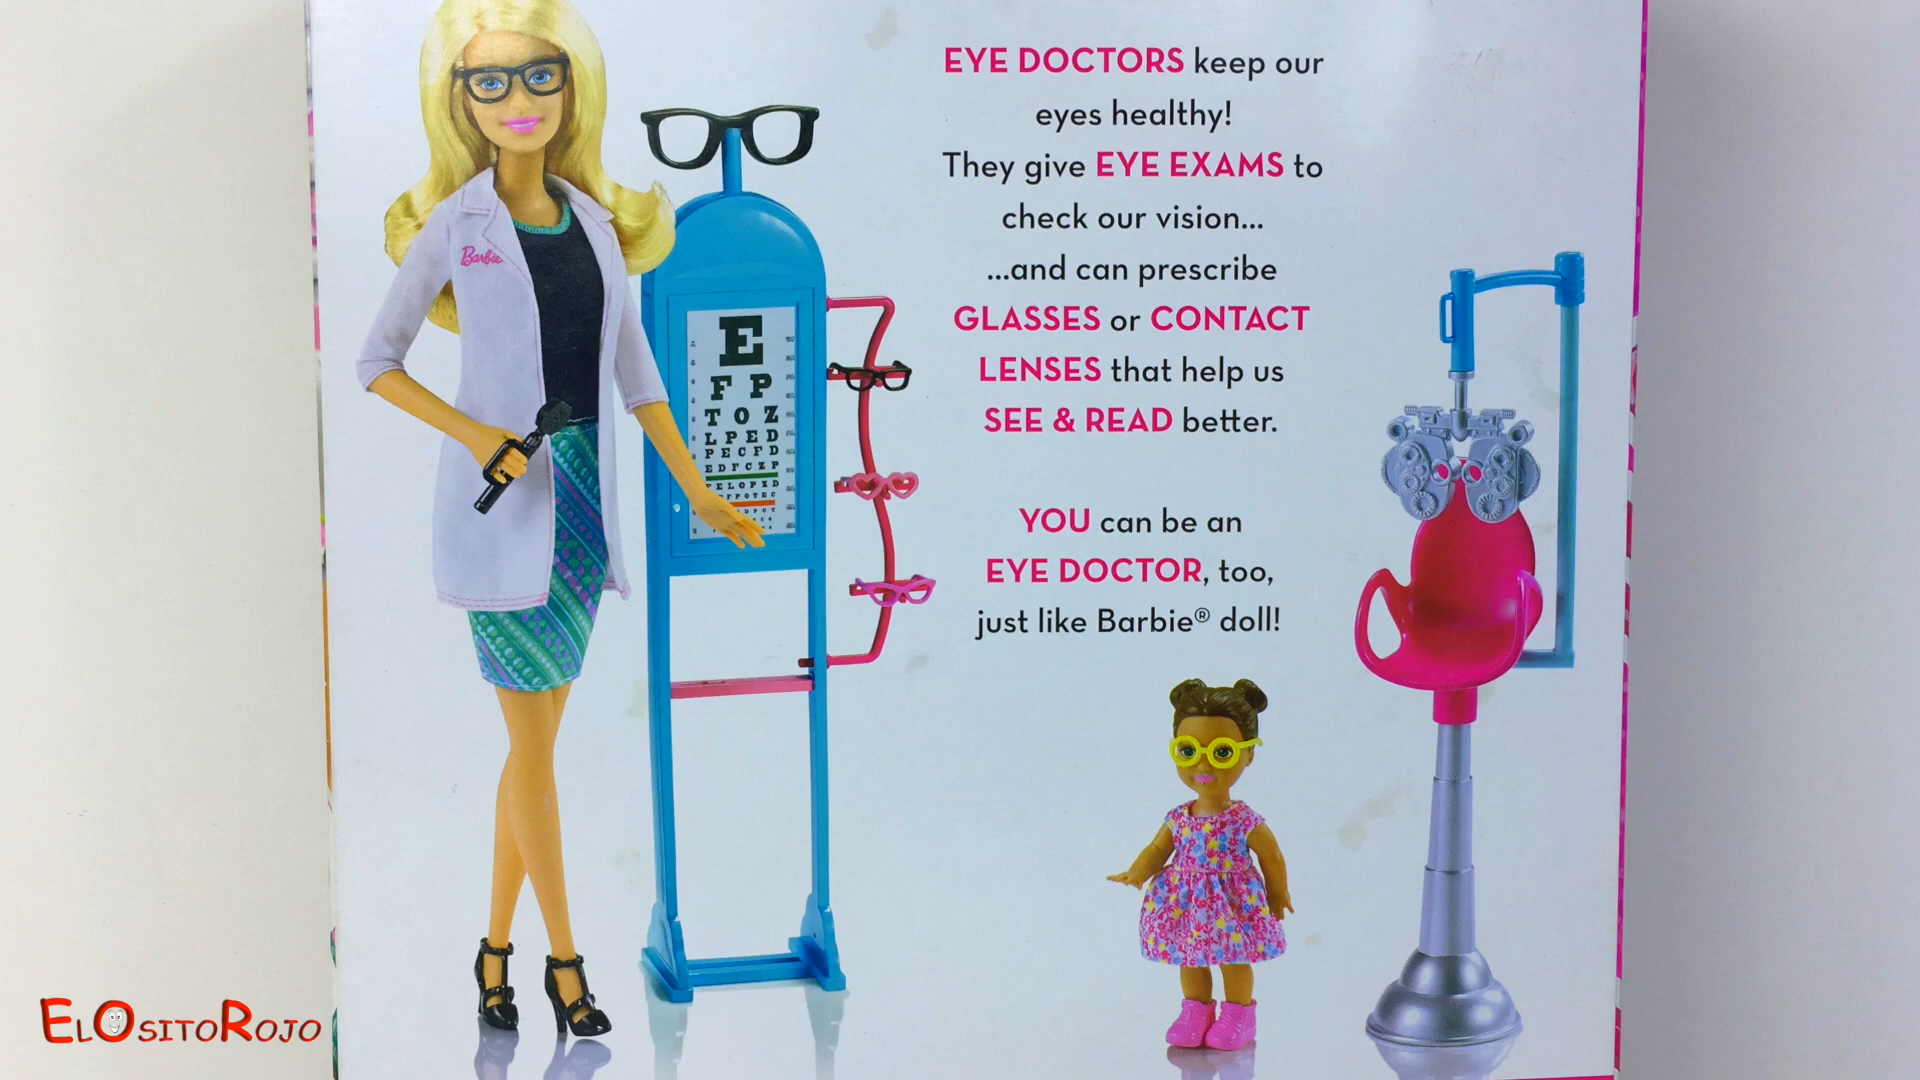 EYE DOCTORS keep our
eyes healthy!
They give EYE EXAMS to
check our vision...
...and can prescribe
GLASSES or CONTACT
LENSES that help us
SEE & READ better.
YOU can be an
EYE DOCTOR, too,
just like Barbie® doll!
Barbie
E
F P
T O Z
L P E D
P E C F D
E D F C Z P
F E L O P Z D
ELOSITOROJO